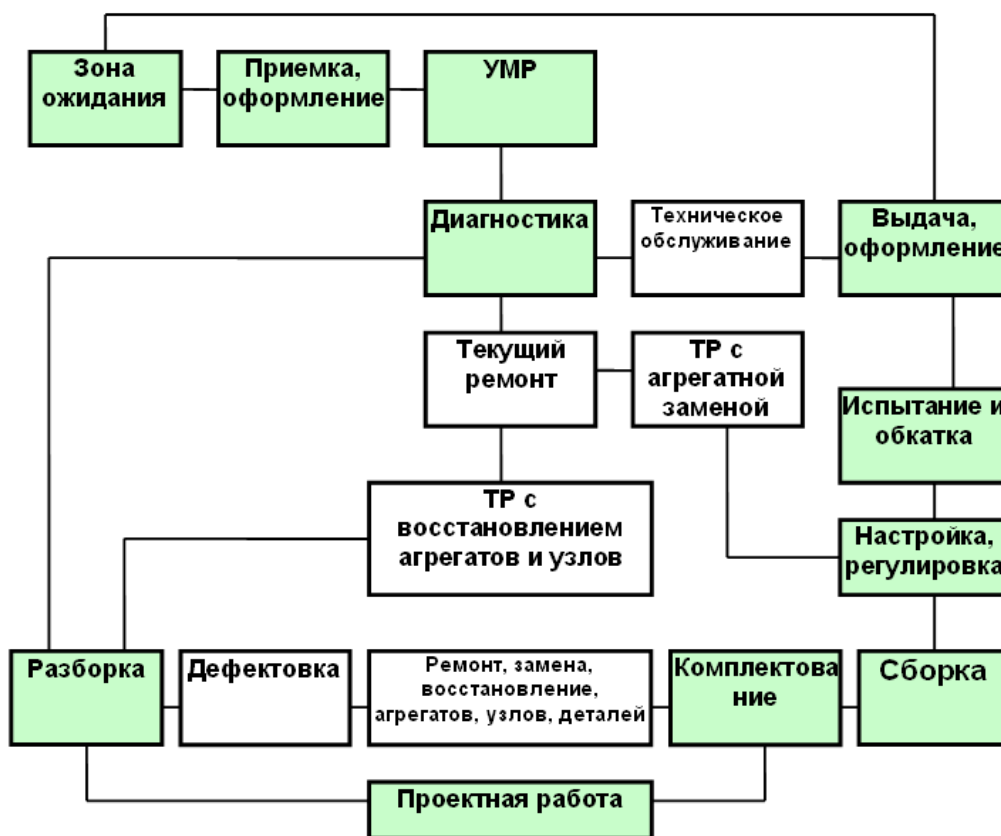 Зона
ожидания
Приемка,
оформление
УМР
Диагностика
Техническое
обслуживание
Выдача,
оформление
Текущий
ремонт
ТР с
агрегатной
заменой
Испытание и
обкатка
ТР с
восстановлением
агрегатов и узлов
Настройка,
регулировка
Разборка
Дефектовка
Ремонт, замена,
восстановление,
агрегатов, узлов, деталей
Комплектова
ние
Сборка
Проектная работа